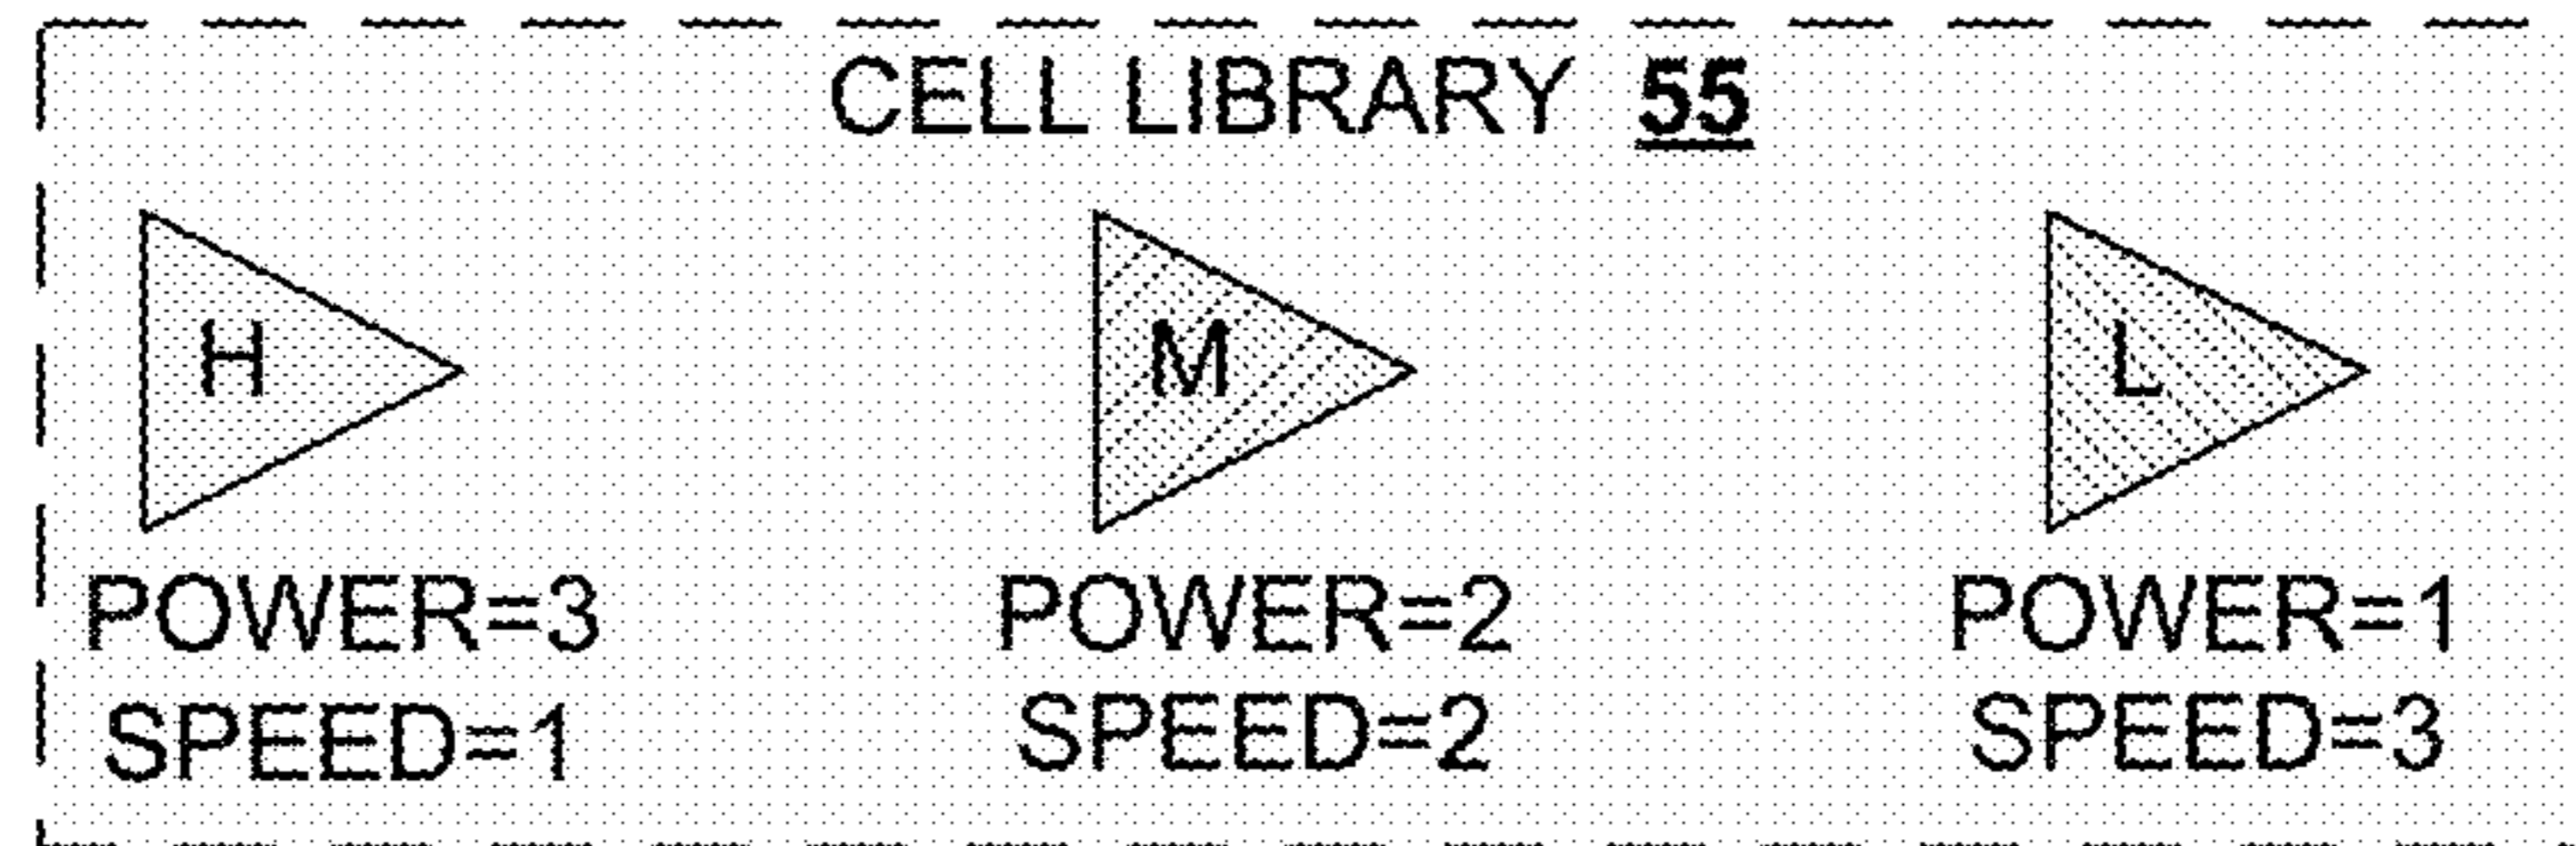 CELL LIBRARY 55
H M L
POWER=3 POWER=2 POWER=1
SPEED=1 SPEED=2 SPEED=3